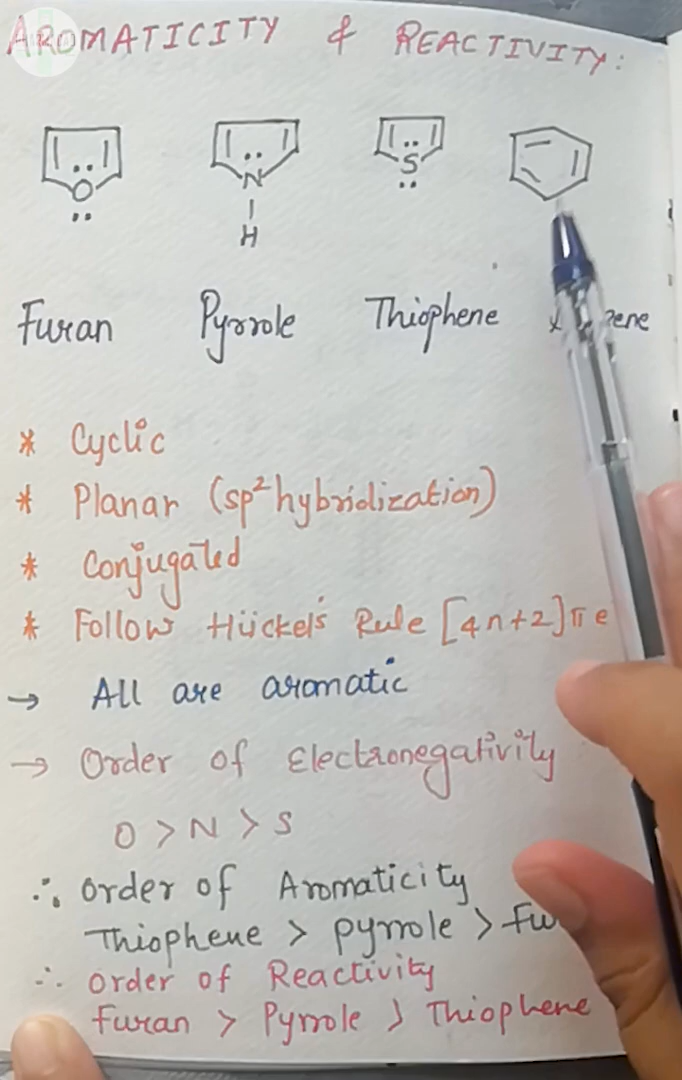 AROMATICITY & REACTIVITY:
O N S
H
Furan Pyrrole Thiophene
* Cyclic
* Planar (sp² hybridization)
* Conjugated
* Follow Hückel's Rule [4n+2]π e
→ All are aromatic
→ Order of Electronegativity
O > N > S
∴ order of Aromaticity
Thiophene > pyrrole > Fu
∴ order of Reactivity
Furan > Pyrrole > Thiophene